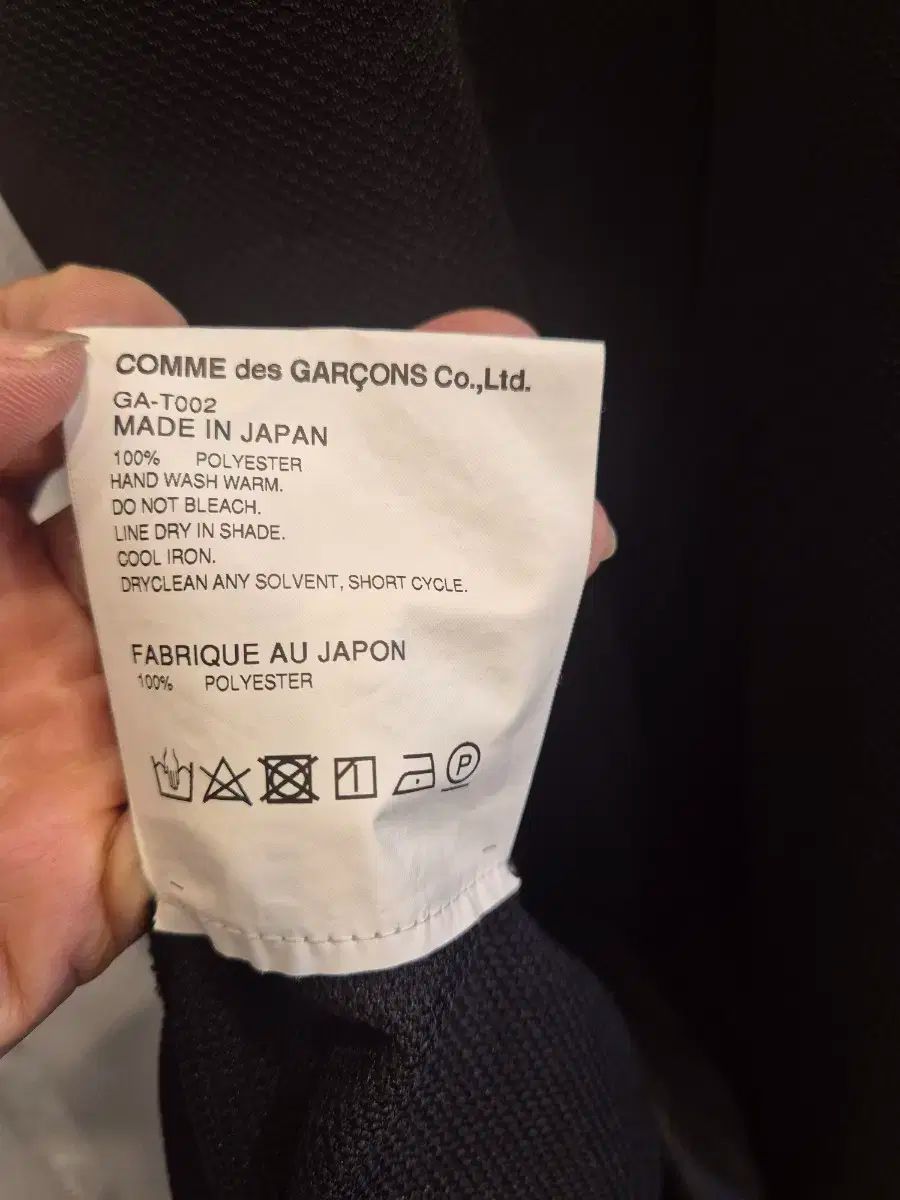 COMME des GARÇONS Co.,Ltd.
GA-T002
MADE IN JAPAN
100% POLYESTER
HAND WASH WARM.
DO NOT BLEACH.
LINE DRY IN SHADE.
COOL IRON.
DRYCLEAN ANY SOLVENT, SHORT CYCLE.
FABRIQUE AU JAPON
100% POLYESTER
P